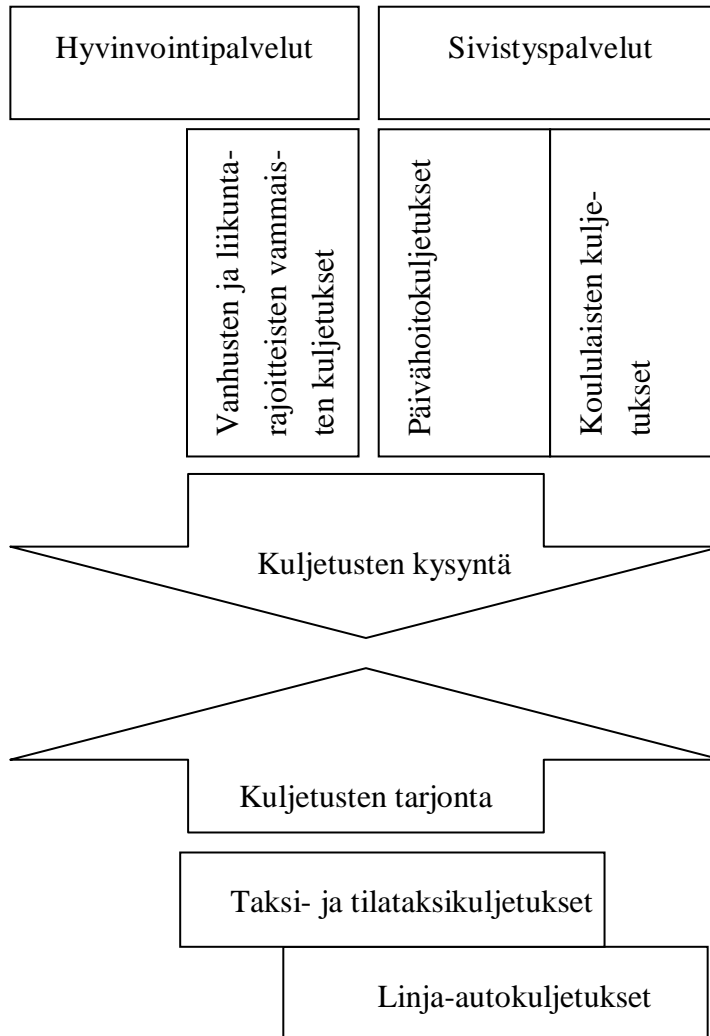 Hyvinvointipalvelut
Sivistyspalvelut
Vanhusten ja liikunta-
rajoitteisten vammais-
ten kuljetukset
Päivähoitokuljetukset
Koululaisten kulje-
tukset
Kuljetusten kysyntä
Kuljetusten tarjonta
Taksi- ja tilataksikuljetukset
Linja-autokuljetukset